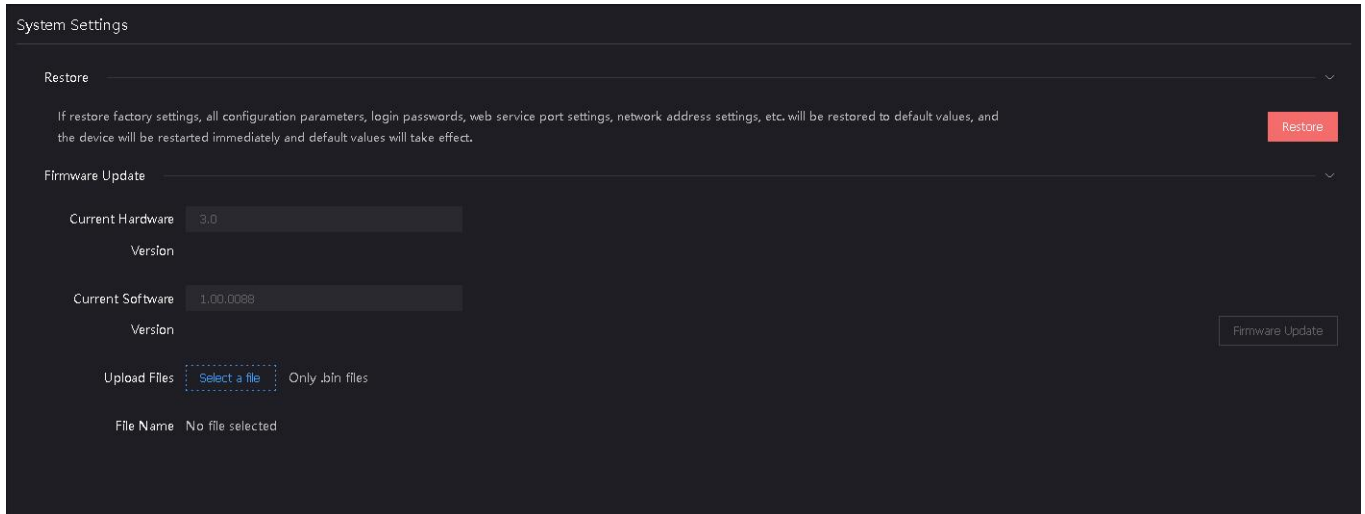 System Settings
Restore
If restore factory settings, all configuration parameters, login passwords, web service port settings, network address settings, etc. will be restored to default values, and
the device will be restarted immediately and default values will take effect.
Restore
Firmware Update
Current Hardware 3.0
Version
Current Software 1.00.0088
Version
Firmware Update
Upload Files Select a file Only .bin files
File Name No file selected